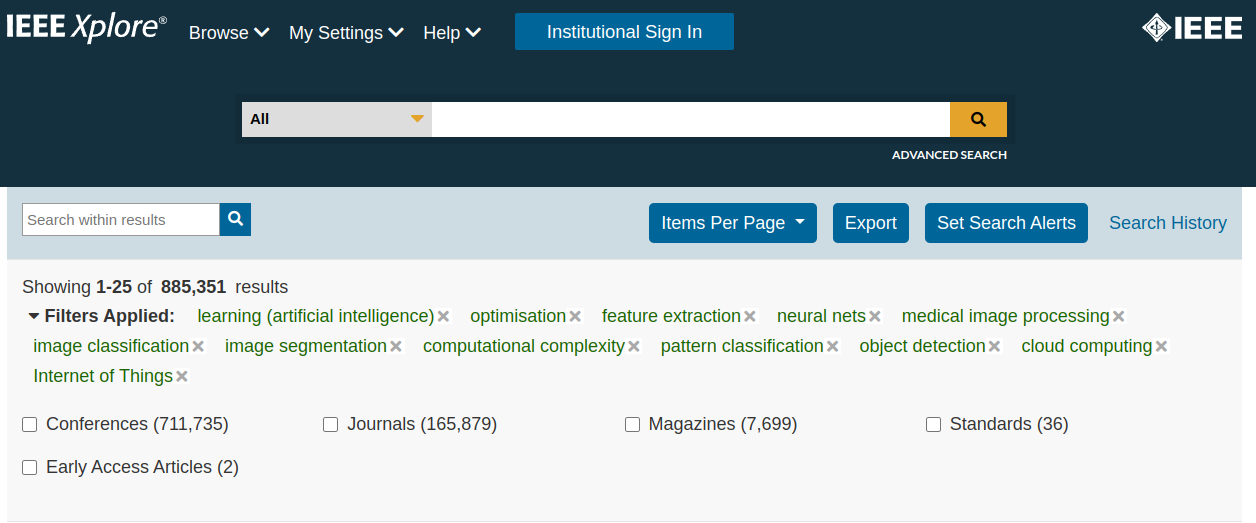 IEEE Xplore® Browse My Settings Help Institutional Sign In IEEE
All
ADVANCED SEARCH
Search within results Items Per Page Export Set Search Alerts Search History
Showing 1-25 of 885,351 results
Filters Applied: learning (artificial intelligence) optimisation feature extraction neural nets medical image processing
image classification image segmentation computational complexity pattern classification object detection cloud computing
Internet of Things
Conferences (711,735) Journals (165,879) Magazines (7,699) Standards (36)
Early Access Articles (2)